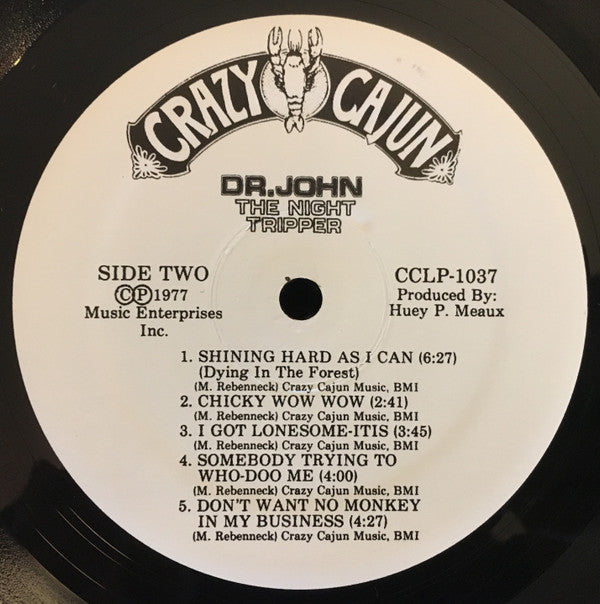 CRAZY CAJUN
DR.JOHN
THE NIGHT
TRIPPER
SIDE TWO
©℗1977
Music Enterprises
Inc.
CCLP-1037
Produced By:
Huey P. Meaux
1. SHINING HARD AS I CAN (6:27)
(Dying In The Forest)
(M. Rebenneck) Crazy Cajun Music, BMI
2. CHICKY WOW WOW (2:41)
(M. Rebenneck) Crazy Cajun Music, BMI
3. I GOT LONESOME-ITIS (3:45)
(M. Rebenneck) Crazy Cajun Music, BMI
4. SOMEBODY TRYING TO
WHO-DOO ME (4:00)
(M. Rebenneck) Crazy Cajun Music, BMI
5. DON'T WANT NO MONKEY
IN MY BUSINESS (4:27)
(M. Rebenneck) Crazy Cajun Music, BMI